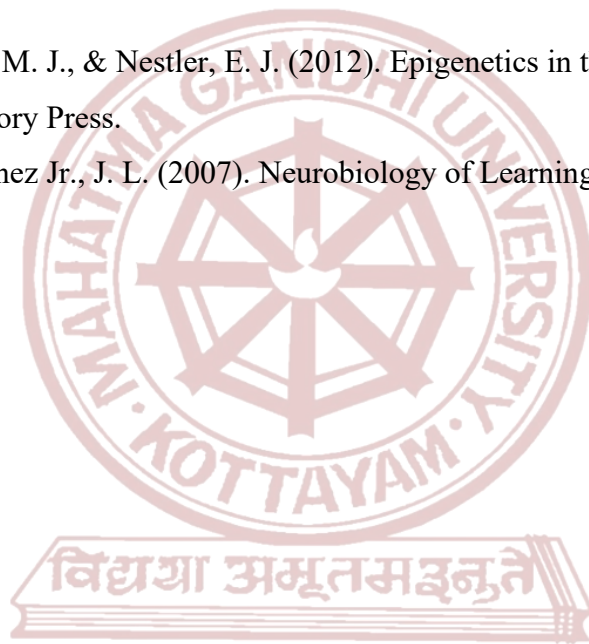 M. J., & Nestler, E. J. (2012). Epigenetics in t
ory Press.
nez Jr., J. L. (2007). Neurobiology of Learning
MAHATMA GANDHI UNIVERSITY
• KOTTAYAM •
विद्यया अमृतमश्नुते